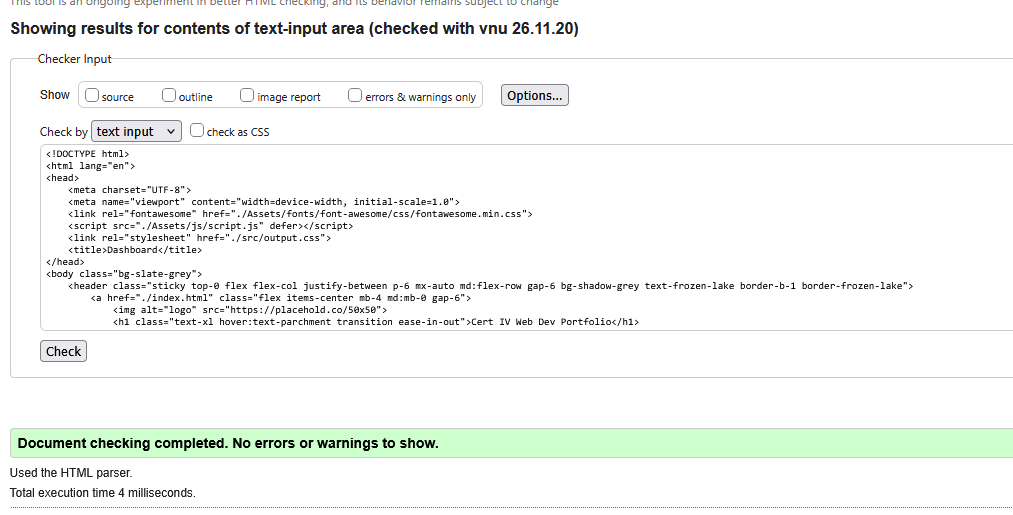 This tool is an ongoing experiment in better HTML checking, and its behavior remains subject to change
Showing results for contents of text-input area (checked with vnu 26.11.20)
Checker Input
Show source outline image report errors & warnings only Options...
Check by text input check as CSS
<!DOCTYPE html>
<html lang="en">
<head>
    <meta charset="UTF-8">
    <meta name="viewport" content="width=device-width, initial-scale=1.0">
    <link rel="fontawesome" href="./Assets/fonts/font-awesome/css/fontawesome.min.css">
    <script src="./Assets/js/script.js" defer></script>
    <link rel="stylesheet" href="./src/output.css">
    <title>Dashboard</title>
</head>
<body class="bg-slate-grey">
    <header class="sticky top-0 flex flex-col justify-between p-6 mx-auto md:flex-row gap-6 bg-shadow-grey text-frozen-lake border-b-1 border-frozen-lake">
        <a href="./index.html" class="flex items-center mb-4 md:mb-0 gap-6">
            <img alt="logo" src="https://placehold.co/50x50">
            <h1 class="text-xl hover:text-parchment transition ease-in-out">Cert IV Web Dev Portfolio</h1>
Check
Document checking completed. No errors or warnings to show.
Used the HTML parser.
Total execution time 4 milliseconds.